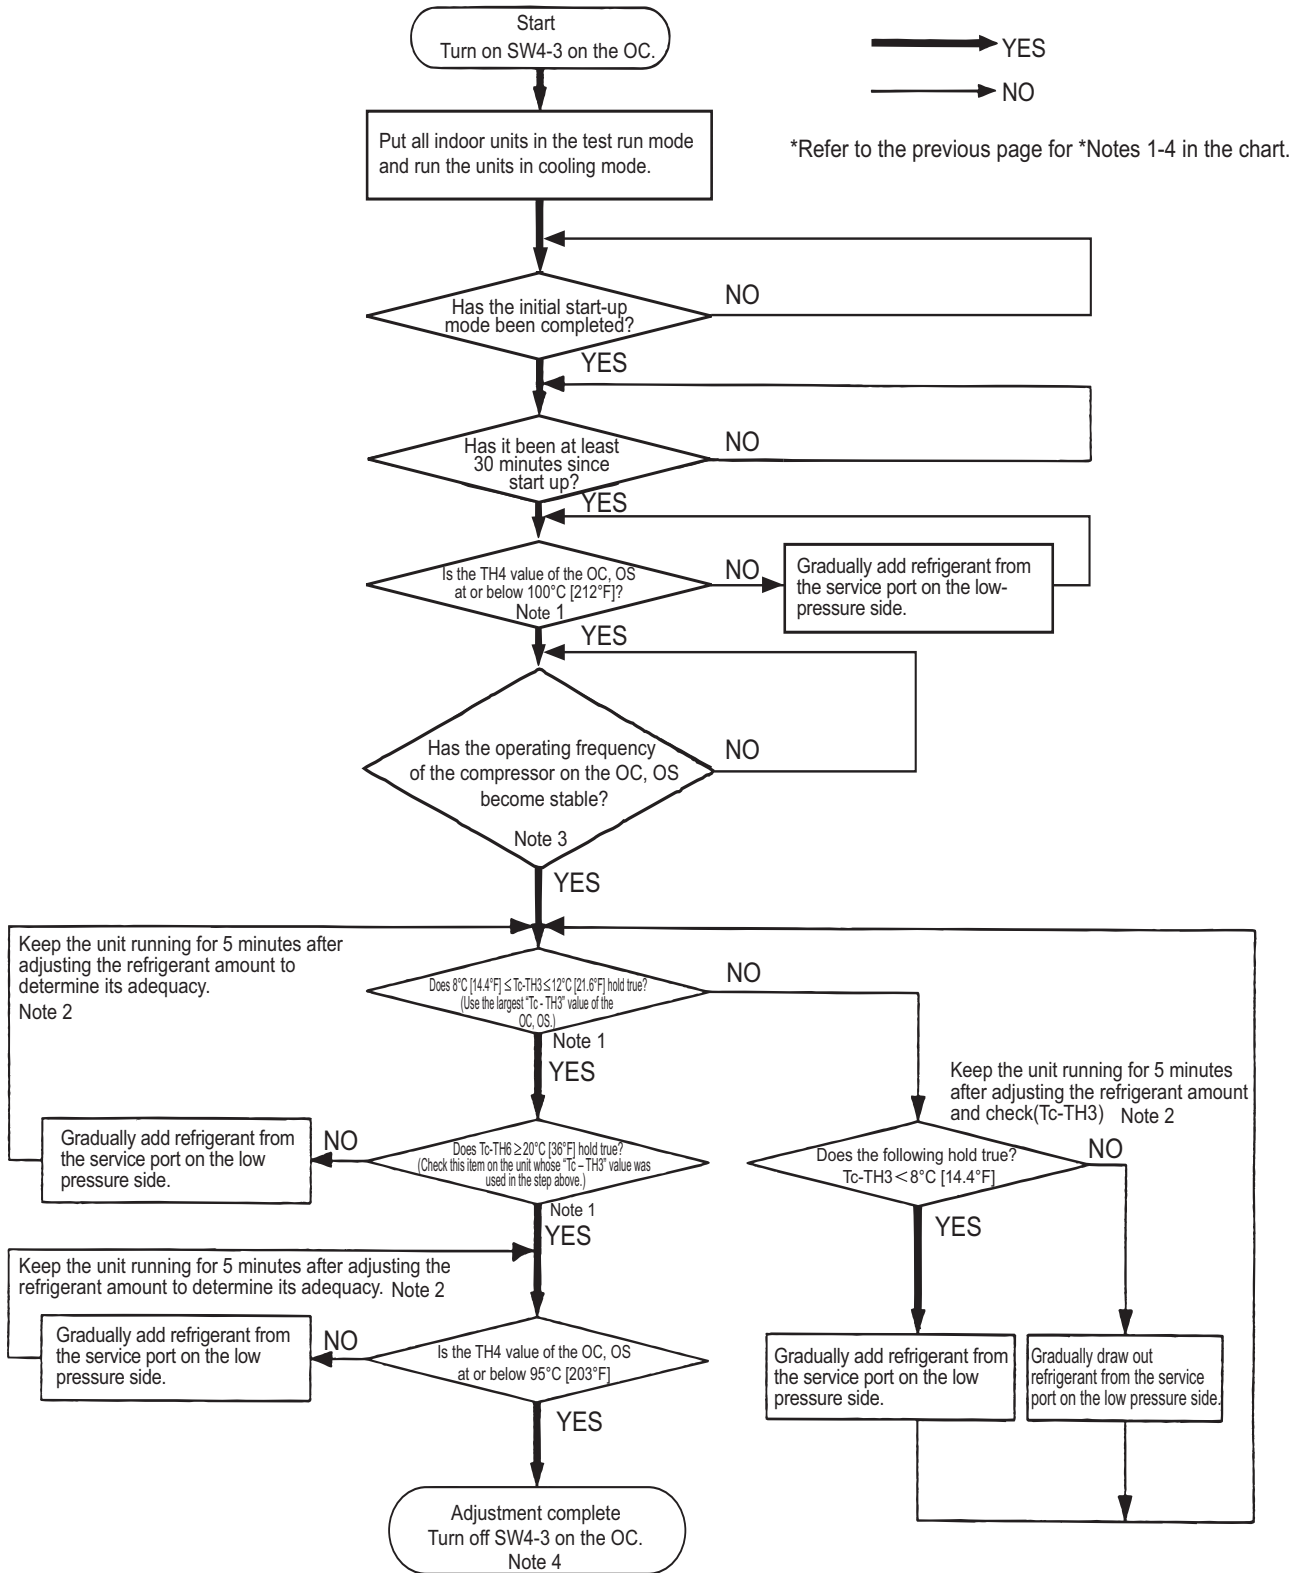 Start
Turn on SW4-3 on the OC.
YES
NO
*Refer to the previous page for *Notes 1-4 in the chart.
Put all indoor units in the test run mode
and run the units in cooling mode.
Has the initial start-up
mode been completed?
NO
YES
Has it been at least
30 minutes since
start up?
NO
YES
Is the TH4 value of the OC, OS
at or below 100°C [212°F]?
Note 1
NO
Gradually add refrigerant from
the service port on the low-
pressure side.
YES
Has the operating frequency
of the compressor on the OC, OS
become stable?
Note 3
NO
YES
Keep the unit running for 5 minutes after
adjusting the refrigerant amount to
determine its adequacy.
Note 2
Does 8°C [14.4°F] ≤ Tc-TH3 ≤ 12°C [21.6°F] hold true?
(Use the largest “Tc - TH3” value of the
OC, OS.)
Note 1
NO
YES
Keep the unit running for 5 minutes
after adjusting the refrigerant amount
and check(Tc-TH3) Note 2
Gradually add refrigerant from
the service port on the low
pressure side.
NO
Does Tc-TH6 ≥ 20°C [36°F] hold true?
(Check this item on the unit whose “Tc – TH3” value was
used in the step above.)
Note 1
YES
Does the following hold true?
Tc-TH3 < 8°C [14.4°F]
NO
YES
Keep the unit running for 5 minutes after adjusting the
refrigerant amount to determine its adequacy. Note 2
Gradually add refrigerant from
the service port on the low
pressure side.
NO
Is the TH4 value of the OC, OS
at or below 95°C [203°F]
YES
Gradually add refrigerant from
the service port on the low
pressure side.
Gradually draw out
refrigerant from the service
port on the low pressure side.
Adjustment complete
Turn off SW4-3 on the OC.
Note 4